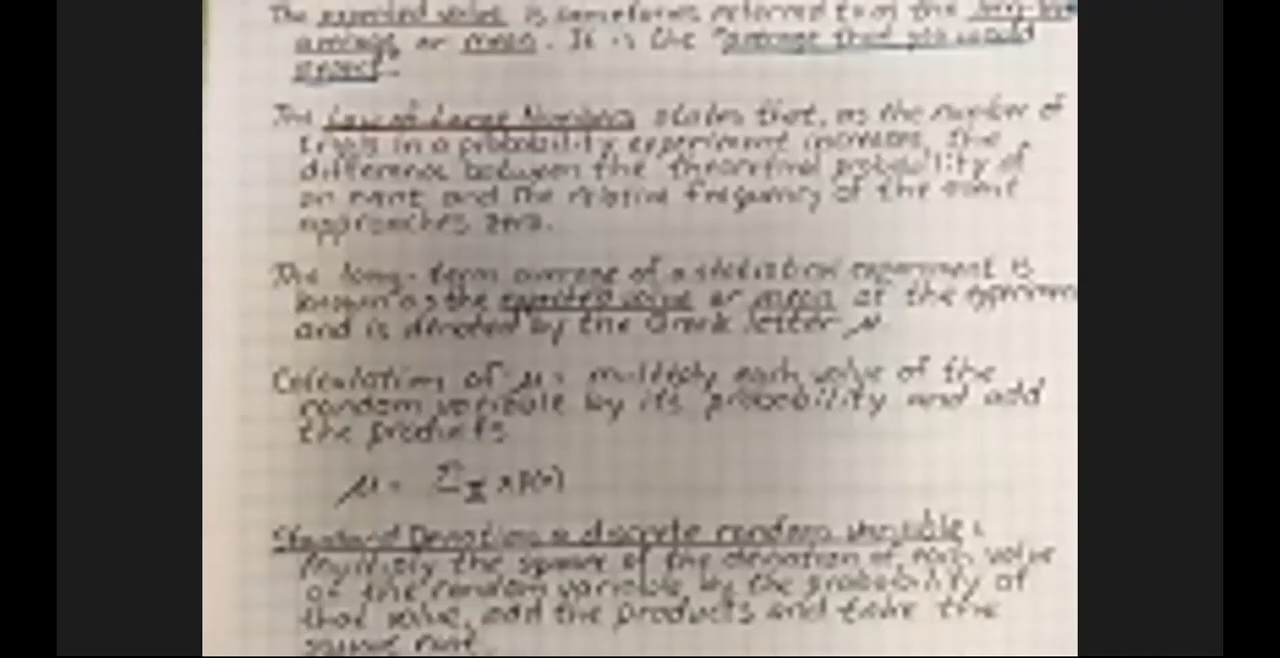 The expected value is sometimes referred to as the long-term
average or mean. It is the "average that you would
expect".
The Law of Large Numbers states that, as the number of
trials in a probability experiment increases, the
difference between the theoretical probability of
an event and the relative frequency of the event
approaches zero.
The long-term average of a statistical experiment is
known as the expected value or mean of the experiment
and is denoted by the Greek letter μ
Calculation of μ: multiply each value of the
random variable by its probability and add
the products
μ = Σ x P(x)
Standard Deviation a discrete random variable:
Multiply the square of the deviation of each value
of the random variable by the probability of
that value, add the products and take the
square root.